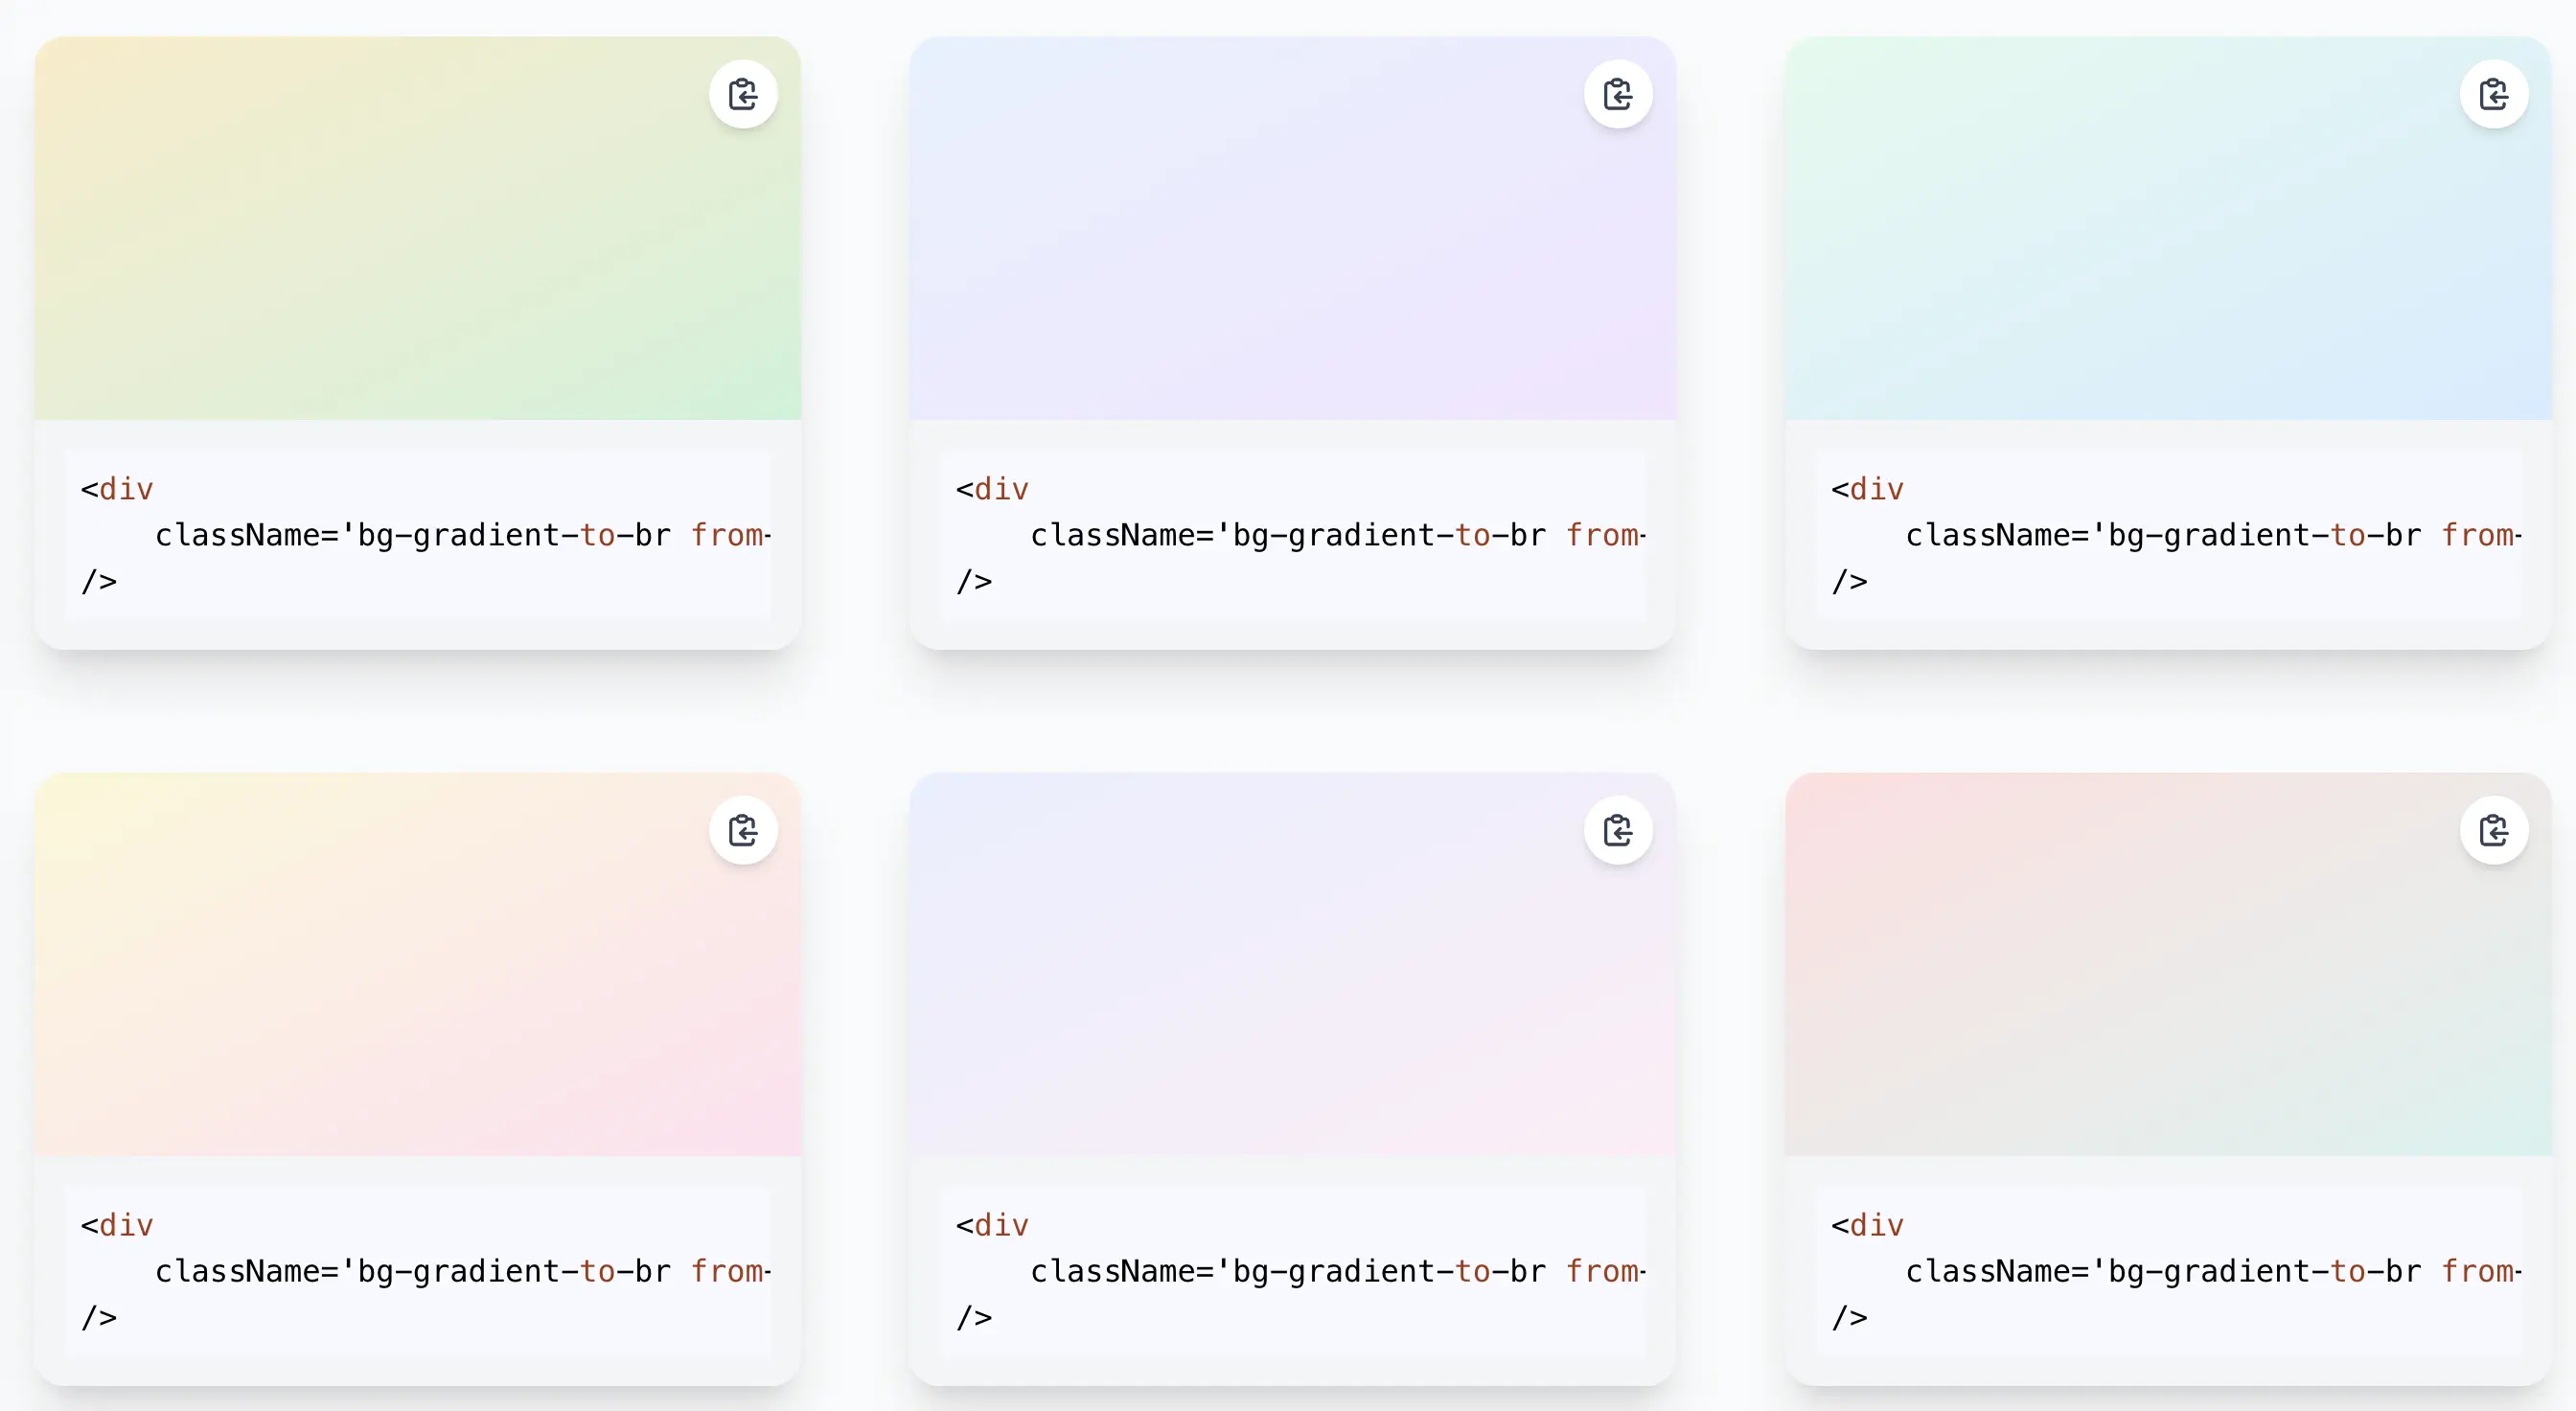 <div
className='bg-gradient-to-br from-
/>
<div
className='bg-gradient-to-br from-
/>
<div
className='bg-gradient-to-br from-
/>
<div
className='bg-gradient-to-br from-
/>
<div
className='bg-gradient-to-br from-
/>
<div
className='bg-gradient-to-br from-
/>